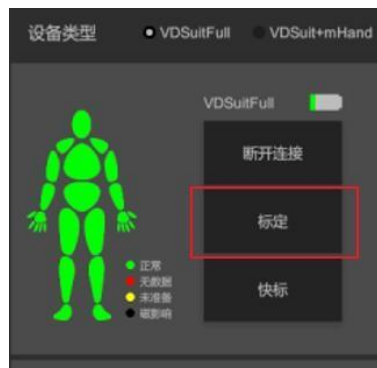 设备类型 VDSuitFull VDSuit+mHand
VDSuitFull
断开连接
标定
正常
无数据
未准备
磁影响
快标